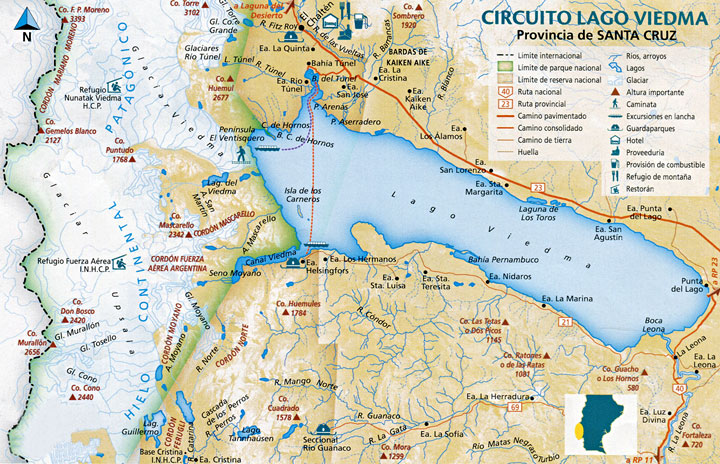 CIRCUITO LAGO VIEDMA
Provincia de SANTA CRUZ
Límite internacional
Límite de parque nacional
Límite de reserva nacional
40 Ruta nacional
23 Ruta provincial
Camino pavimentado
Camino consolidado
Camino de tierra
Huella
Ríos, arroyos
Lagos
Glaciar
Altura importante
Caminata
Excursiones en lancha
Guardaparques
Hotel
Proveeduría
Provisión de combustible
Refugio de montaña
Restorán
N
Co. F. P. Moreno
3393
Co. Torre
3102
a Laguna del
Desierto
El
Chaltén
Co.
Sombrero
1920
R. Fitz Roy
R. de las Vueltas
R. Barrancas
BARDAS DE
KAIKEN AIKE
Gl. Co.
Grande
Glaciares
Río Túnel
Ea. La Quinta
Bahía Túnel
L. Túnel
R. Túnel
B. del Túnel
Ea. Río
Túnel
Ea.
San José
Ea. La
Cristina
Ea.
Kaiken
Aike
R. Blanco
P. Arenas
P. Aserradero
Ea.
Los Álamos
CORDÓN MARIANO MORENO
Refugio
Nunatak Viedma
H.C.P.
Co.
Huemul
2677
Co.
Gemelos Blanco
2127
Co.
Puntudo
1768
Glaciar
Viedma
Península
El Ventisquero
C. de Hornos
B. C. de Hornos
Ea.
San Lorenzo
Ea. Sta.
Margarita
23
Lag. del
Viedma
A. San
Martín
Isla de los
Carneros
Lago Viedma
Laguna de
Los Toros
Ea. Punta
del Lago
Ea. San
Agustín
Co.
Mascarello
2342
CORDÓN MASCARELLO
A. Mascarello
CORDÓN FUERZA
AÉREA ARGENTINA
Refugio Fuerza Aérea
I.N.H.C.P.
Canal Viedma
Seno Moyano
Ea.
Helsingfors
Ea. Los Hermanos
Ea.
Sta. Luisa
Ea. Sta.
Teresita
Bahía Pernambuco
Ea. Nidaros
Ea. La Marina
Punta
del Lago
a RP 23
HIELO CONTINENTAL PATAGÓNICO
Glaciar
Upsala
Co.
Don Bosco
2420
Gl. Murallón
Co.
Murallón
2656
Gl. Tosello
Gl. Cono
Co. Cono
2440
Gl. Moyano
CORDÓN MOYANO
A. Moyano
R. Norte
CORDÓN NORTE
Co. Huemules
1784
R. Cóndor
Co. Las Tetas
o Dos Picos
1145
21
Boca
Leona
La Leona
Co. Ratones
o de las Ratas
1081
Co. Guacho
o Los Hornos
580
40
Ea. La
Leona
R. Mango Norte
Co.
Cuadrado
1578
Ea. La Herradura
69
Ea. Luz
Divina
R. La Leona
Cascada
de los Perros
R. Perros
Lag.
Guillermo
CORDÓN
FERUGLI
L. Catarina
Lago
Tannhäusen
Seccional
Río Guanaco
R. Guanaco
R. La Gata
Ea. La Sofía
Co. Mora
1299
Río Matas Negras
Turbio
Co.
Fortaleza
720
a RP 11
Base Cristina
I.N.H.C.P.
Ea. Cristina